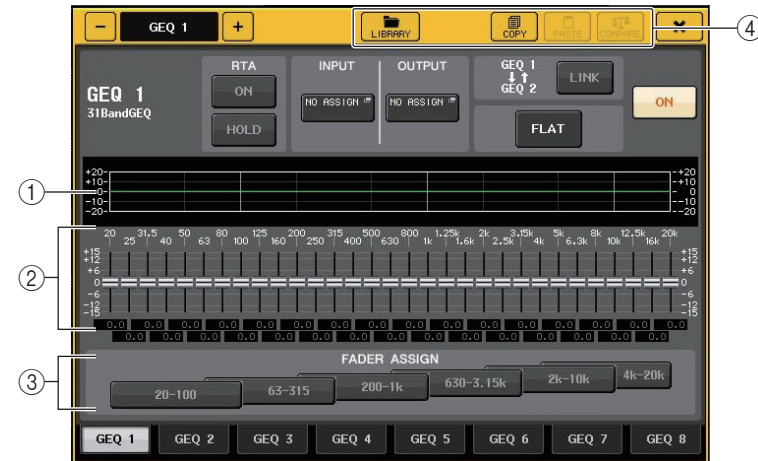 − GEQ 1 + LIBRARY COPY PASTE COMPARE ×
④
RTA INPUT OUTPUT GEQ 1
GEQ 2
LINK
GEQ 1
31BandGEQ
ON
NO ASSIGN NO ASSIGN
HOLD
FLAT
ON
①
+20 +20
+10 +10
0 0
-10 -10
-20 -20
20 31.5 50 80 125 200 315 500 800 1.25k 2k 3.15k 5k 8k 12.5k 20k
25 40 63 100 160 250 400 630 1k 1.6k 2.5k 4k 6.3k 10k 16k
②
+15 +15
+12 +12
+6 +6
0 0
-6 -6
-12 -12
-15 -15
0.0 0.0 0.0 0.0 0.0 0.0 0.0 0.0 0.0 0.0 0.0 0.0 0.0 0.0 0.0 0.0
0.0 0.0 0.0 0.0 0.0 0.0 0.0 0.0 0.0 0.0 0.0 0.0 0.0 0.0 0.0
③
FADER ASSIGN
20-100 63-315 200-1k 630-3.15k 2k-10k 4k-20k
GEQ 1 GEQ 2 GEQ 3 GEQ 4 GEQ 5 GEQ 6 GEQ 7 GEQ 8